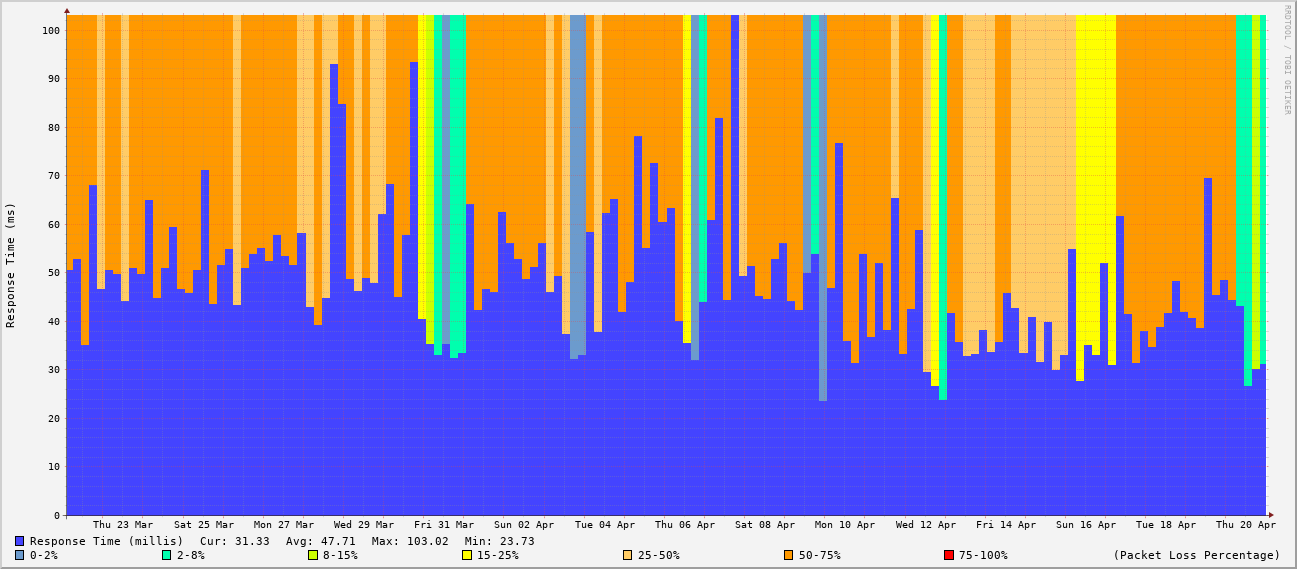 RRDTOOL / TOBI OETIKER
Response Time (ms)
100
90
80
70
60
50
40
30
20
10
0
Thu 23 Mar Sat 25 Mar Mon 27 Mar Wed 29 Mar Fri 31 Mar Sun 02 Apr Tue 04 Apr Thu 06 Apr Sat 08 Apr Mon 10 Apr Wed 12 Apr Fri 14 Apr Sun 16 Apr Tue 18 Apr Thu 20 Apr
Response Time (millis) Cur: 31.33 Avg: 47.71 Max: 103.02 Min: 23.73
0-2% 2-8% 8-15% 15-25% 25-50% 50-75% 75-100% (Packet Loss Percentage)